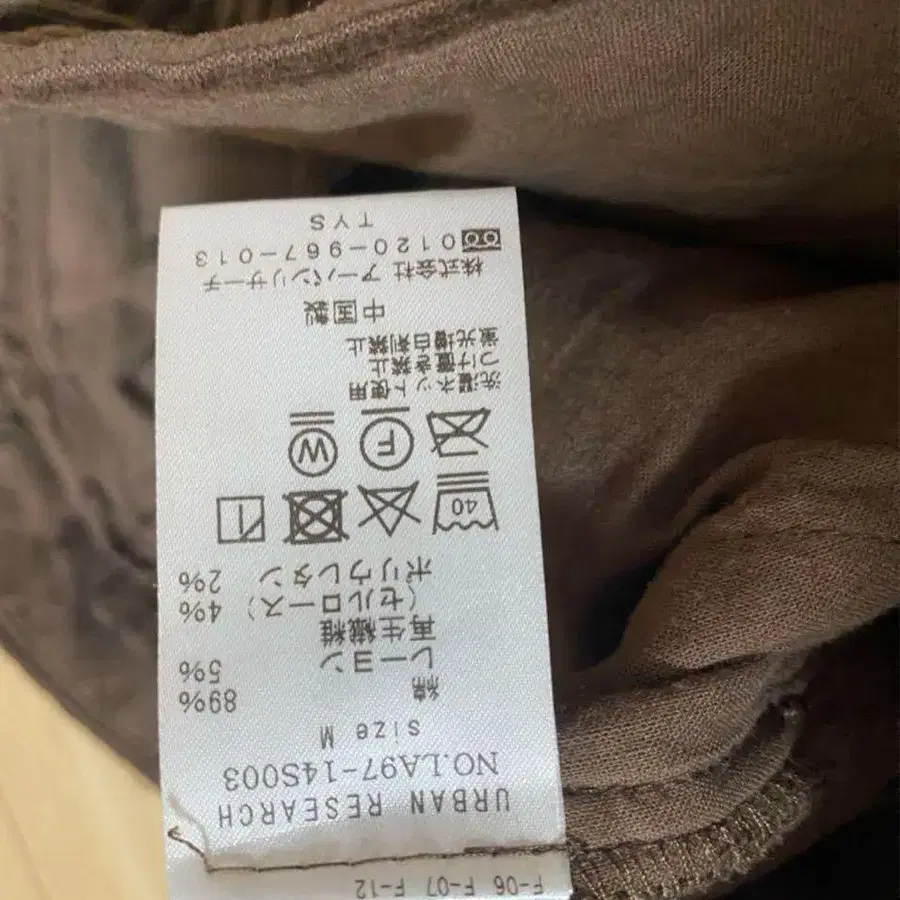 F-06 F-07 F-12
URBAN RESEARCH
NO.LA97-14S003
Size M
綿 89%
レーヨン 5%
再生繊維
(セルロース) 4%
ポリウレタン 2%
40
F W
洗濯ネット使用
つけ置き禁止
蛍光増白剤禁止
中国製
株式会社 アーバンリサーチ
0120-967-013
TYS